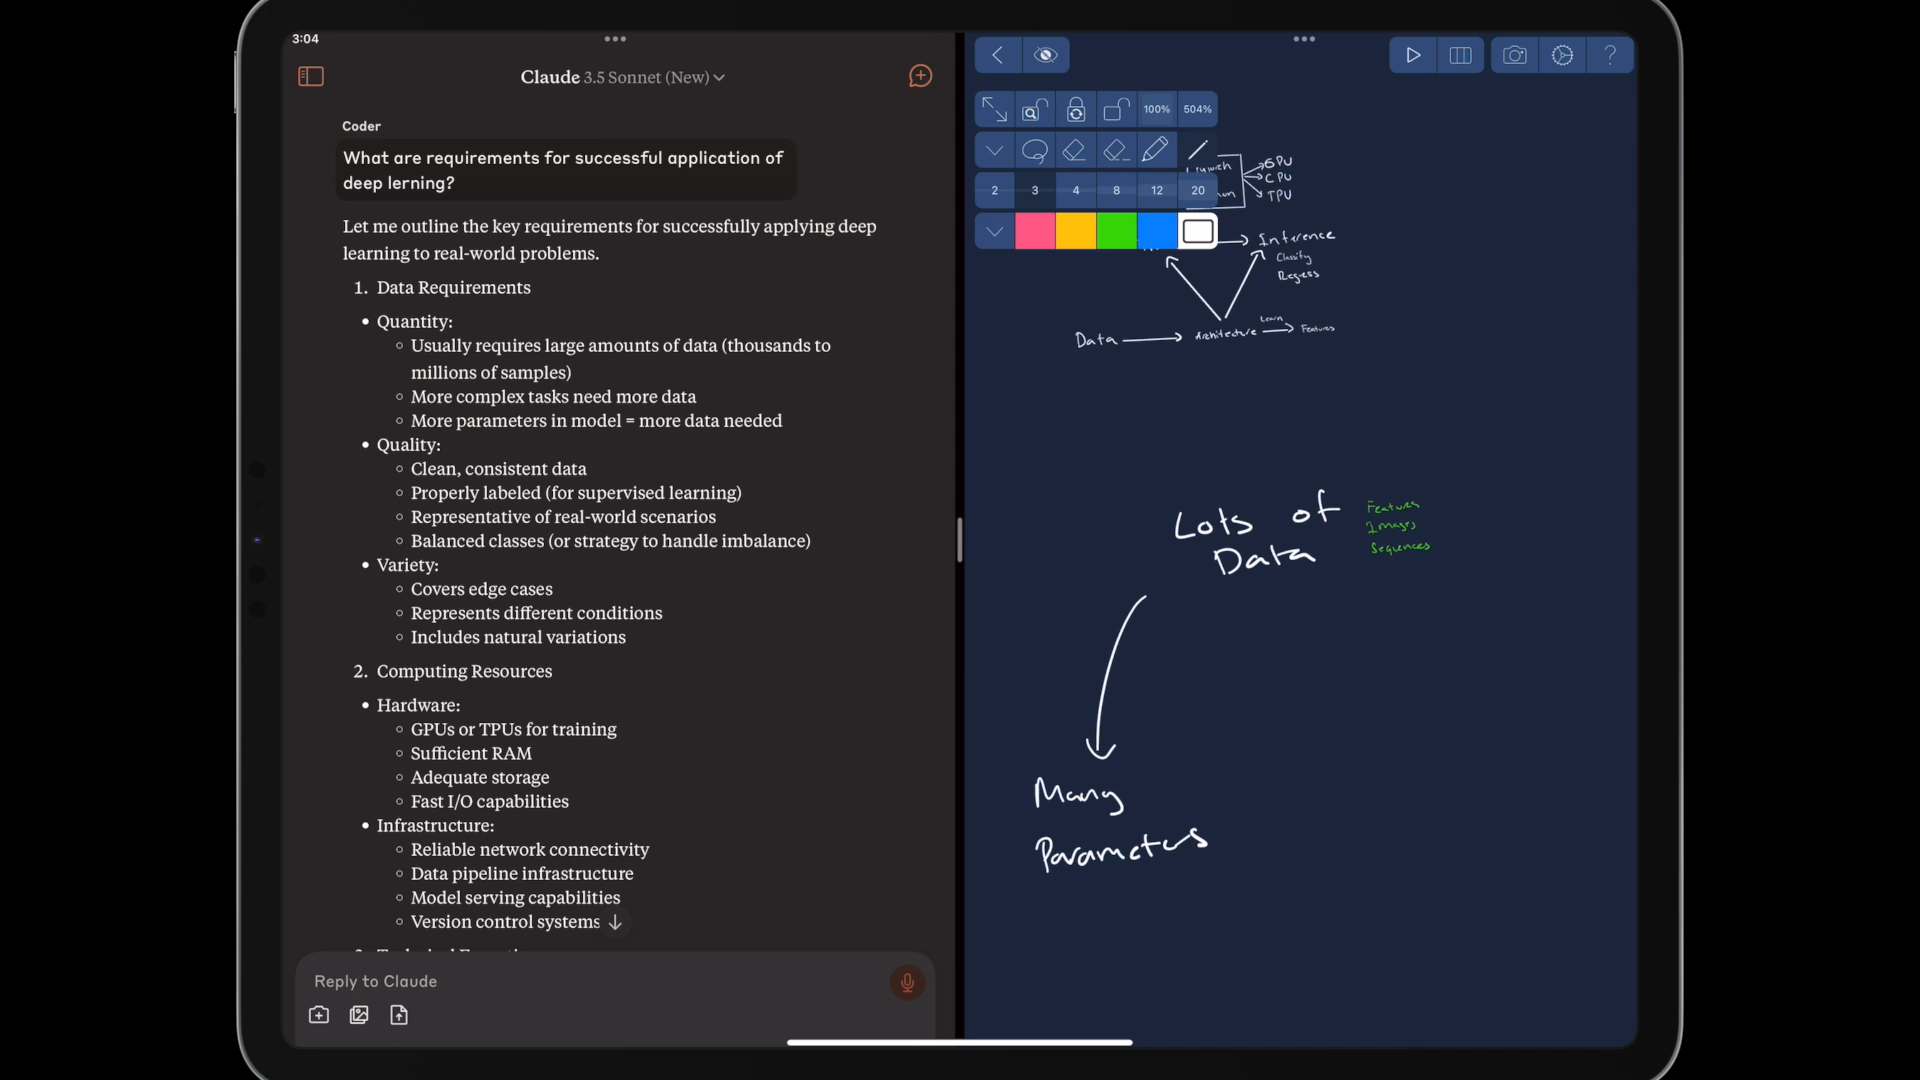 3:04
Claude 3.5 Sonnet (New)
Coder
What are requirements for successful application of
deep lerning?
Let me outline the key requirements for successfully applying deep
learning to real-world problems.
1. Data Requirements
• Quantity:
◦ Usually requires large amounts of data (thousands to
millions of samples)
◦ More complex tasks need more data
◦ More parameters in model = more data needed
• Quality:
◦ Clean, consistent data
◦ Properly labeled (for supervised learning)
◦ Representative of real-world scenarios
◦ Balanced classes (or strategy to handle imbalance)
• Variety:
◦ Covers edge cases
◦ Represents different conditions
◦ Includes natural variations
2. Computing Resources
• Hardware:
◦ GPUs or TPUs for training
◦ Sufficient RAM
◦ Adequate storage
◦ Fast I/O capabilities
• Infrastructure:
◦ Reliable network connectivity
◦ Data pipeline infrastructure
◦ Model serving capabilities
◦ Version control systems
Reply to Claude
?
100% 504%
2 3 4 8 12 20
GPU
CPU
TPU
Inference
Classify
Regress
Data
Architecture
Learn
Features
Lots of
Data
Features
Images
Sequences
Many
Parameters